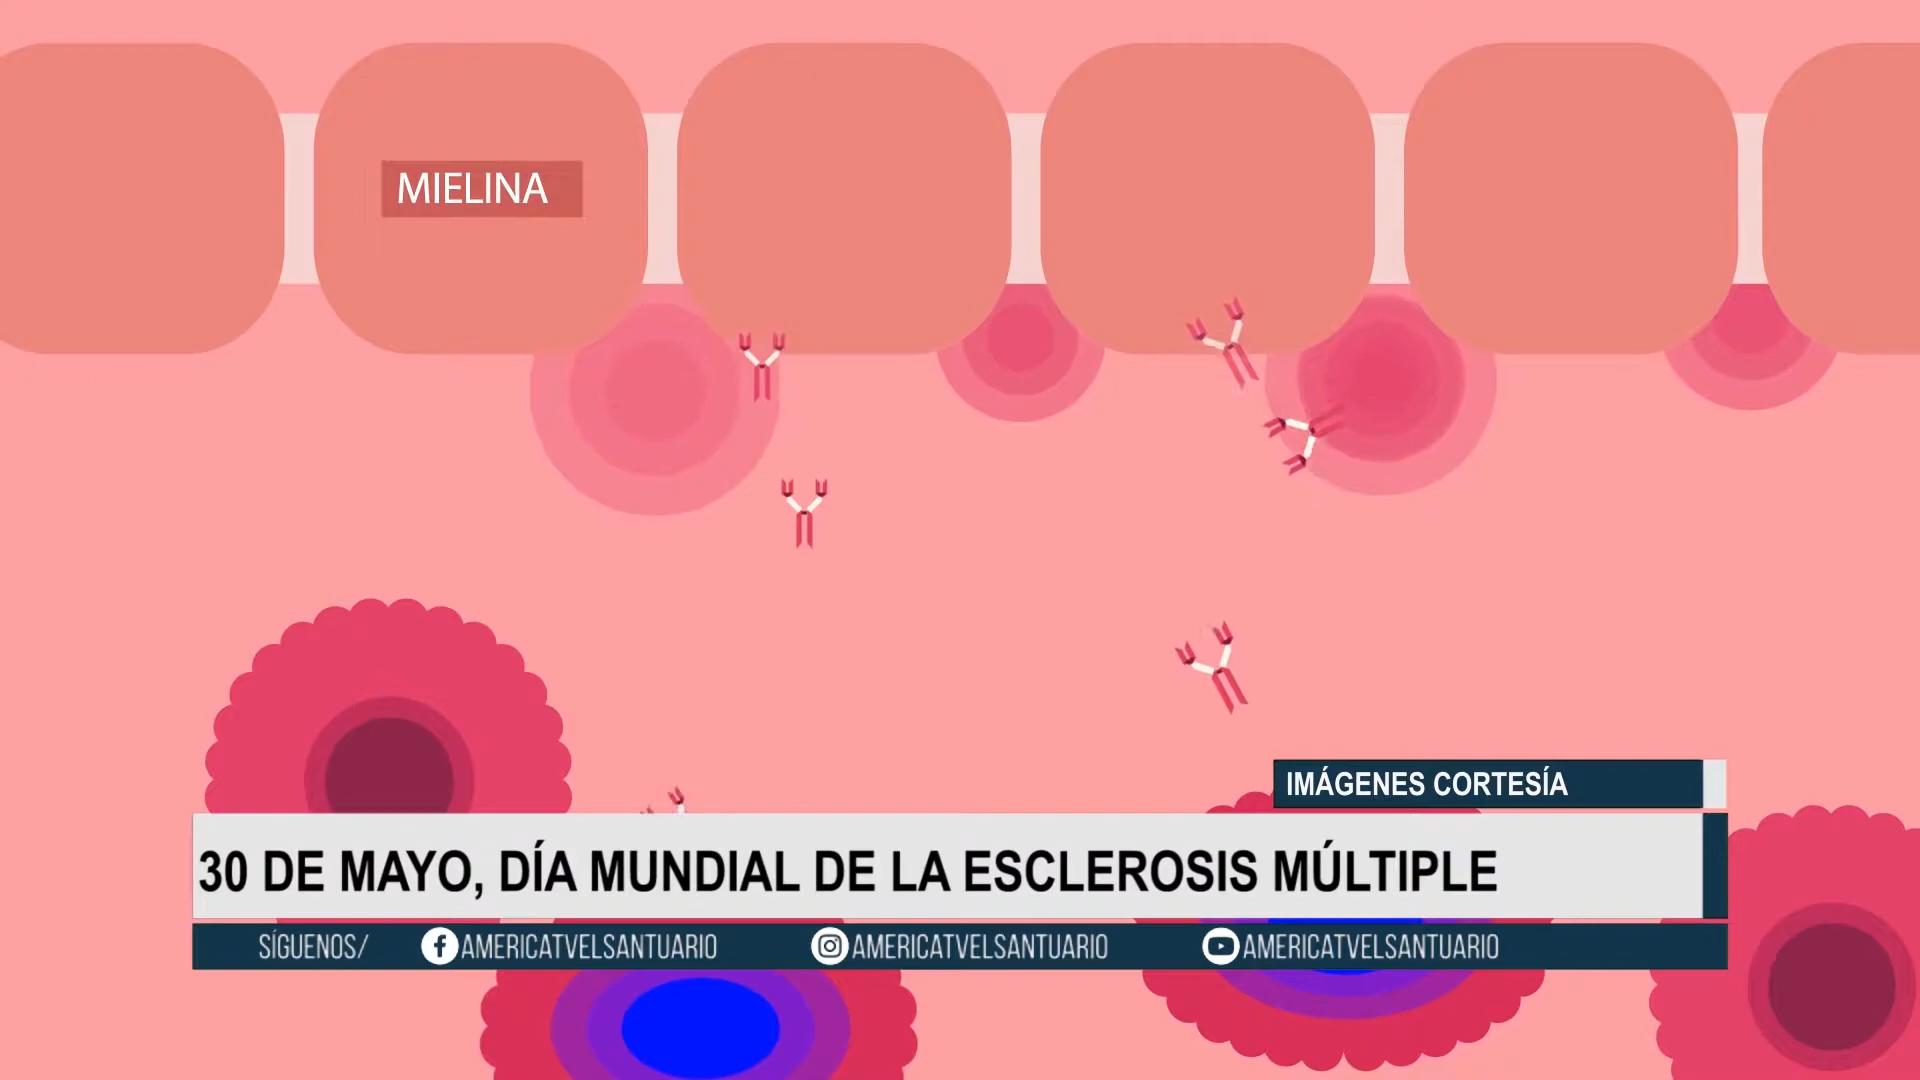 MIELINA
IMÁGENES CORTESÍA
30 DE MAYO, DÍA MUNDIAL DE LA ESCLEROSIS MÚLTIPLE
SÍGUENOS/ AMERICATVELSANTUARIO AMERICATVELSANTUARIO AMERICATVELSANTUARIO